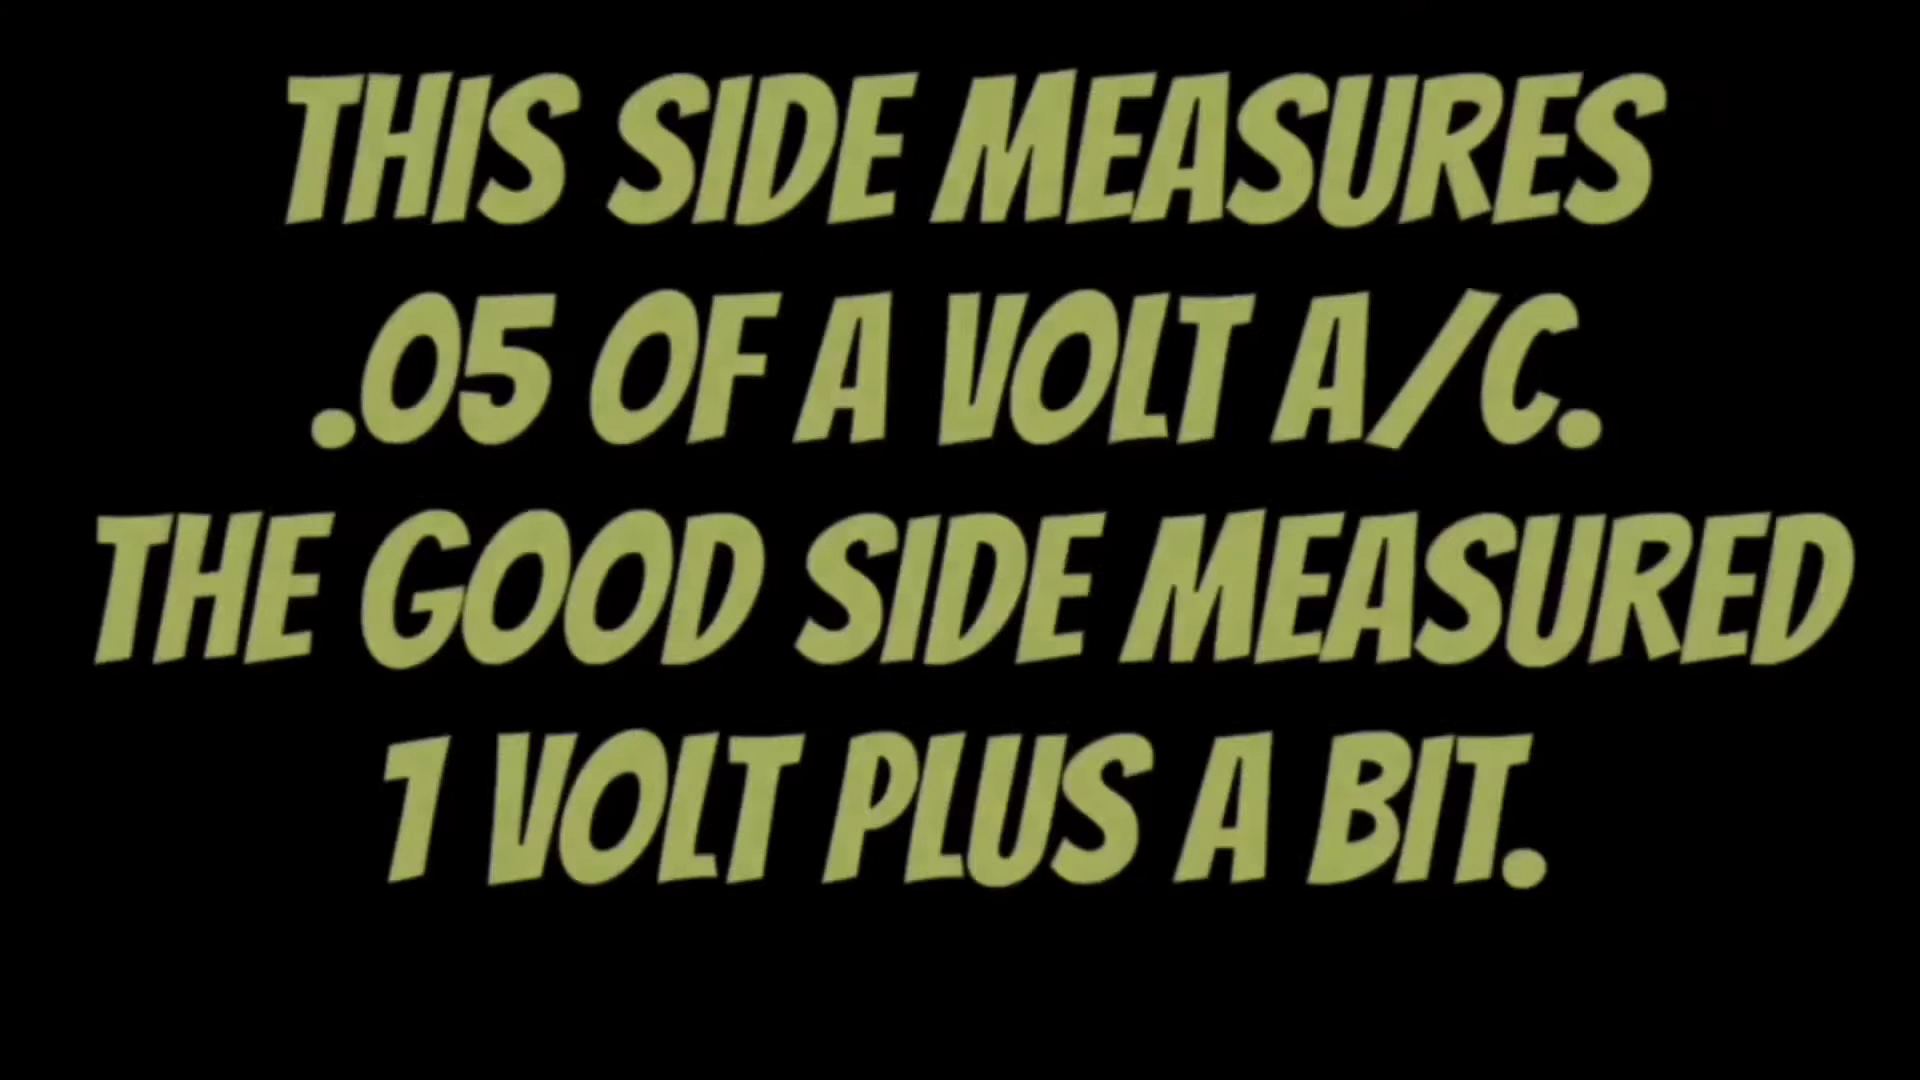 THIS SIDE MEASURES
.05 OF A VOLT A/C.
THE GOOD SIDE MEASURED
1 VOLT PLUS A BIT.